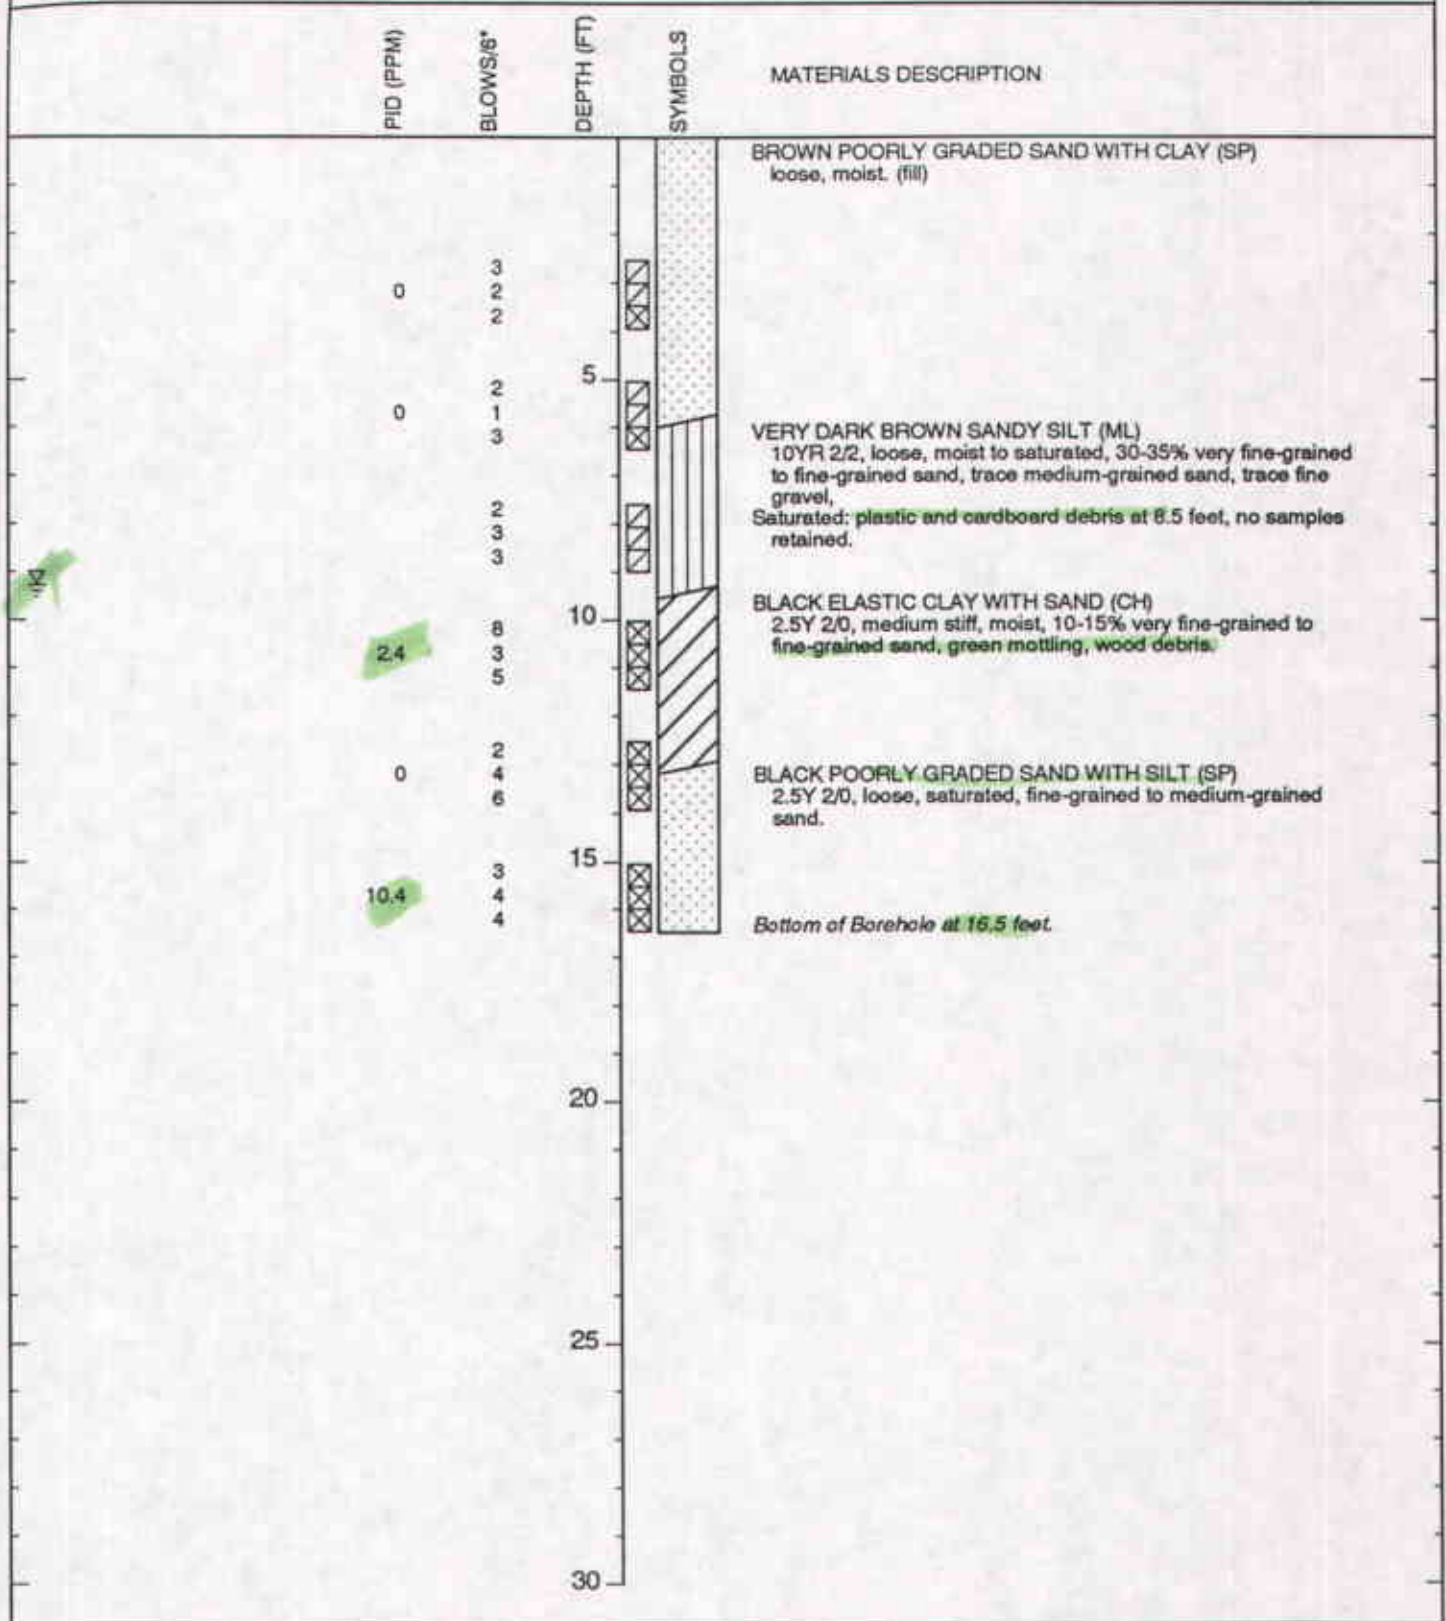 PID (PPM)
BLOWS/6"
DEPTH (FT)
SYMBOLS
MATERIALS DESCRIPTION
BROWN POORLY GRADED SAND WITH CLAY (SP)
loose, moist. (fill)
3
0 2
2
5
2
0 1
3
VERY DARK BROWN SANDY SILT (ML)
10YR 2/2, loose, moist to saturated, 30-35% very fine-grained
to fine-grained sand, trace medium-grained sand, trace fine
gravel,
2
Saturated: plastic and cardboard debris at 8.5 feet, no samples
3
retained.
3
BLACK ELASTIC CLAY WITH SAND (CH)
10
8
2.5Y 2/0, medium stiff, moist, 10-15% very fine-grained to
2.4 3
fine-grained sand, green mottling, wood debris.
5
2
0 4
BLACK POORLY GRADED SAND WITH SILT (SP)
6
2.5Y 2/0, loose, saturated, fine-grained to medium-grained
sand.
15
3
10.4 4
4
Bottom of Borehole at 16.5 feet.
20
25
30